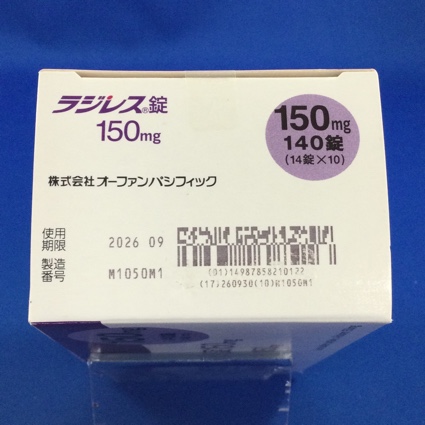 ラジレス®錠
150mg
150mg
140錠
(14錠×10)
株式会社オーファンパシフィック
使用
期限 2026 09
製造
番号 M1050M1
(01)14987858210122
(17)260930(10)M1050M1